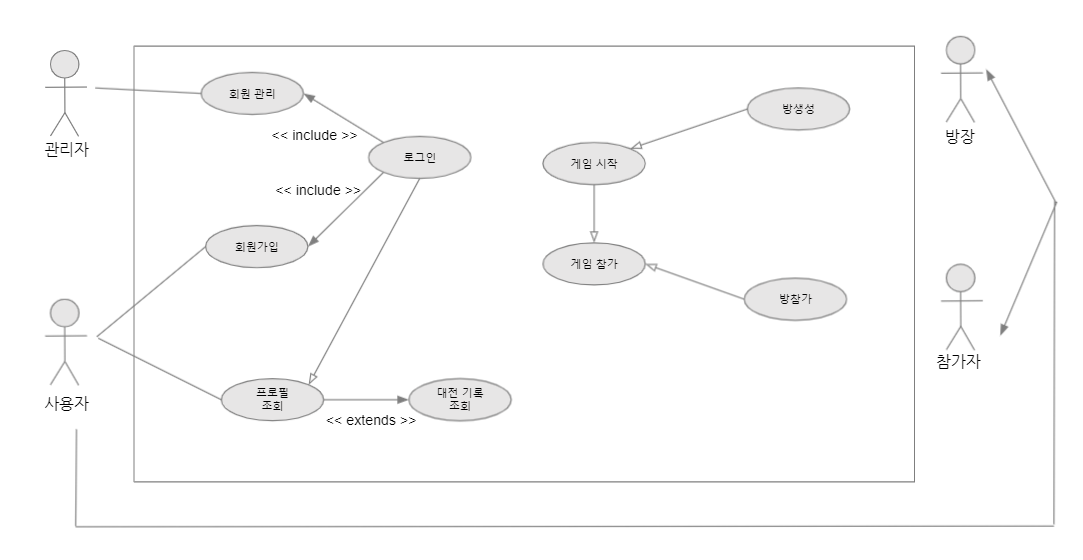 회원 관리
방생성
관리자
<< include >>
방장
로그인
게임 시작
<< include >>
회원가입
게임 참가
방참가
참가자
사용자
프로필
조회
대전 기록
조회
<< extends >>